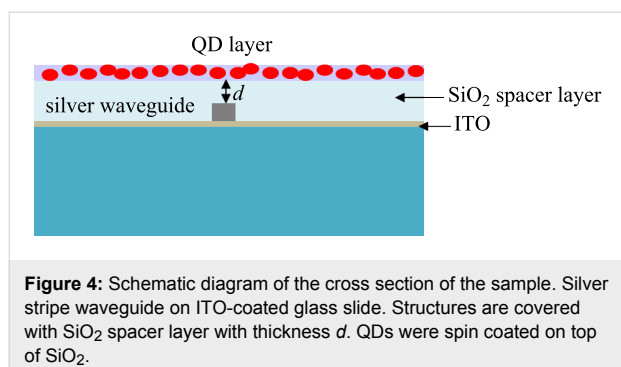 QD layer
d
silver waveguide
SiO2 spacer layer
ITO
Figure 4: Schematic diagram of the cross section of the sample. Silver
stripe waveguide on ITO-coated glass slide. Structures are covered
with SiO2 spacer layer with thickness d. QDs were spin coated on top
of SiO2.